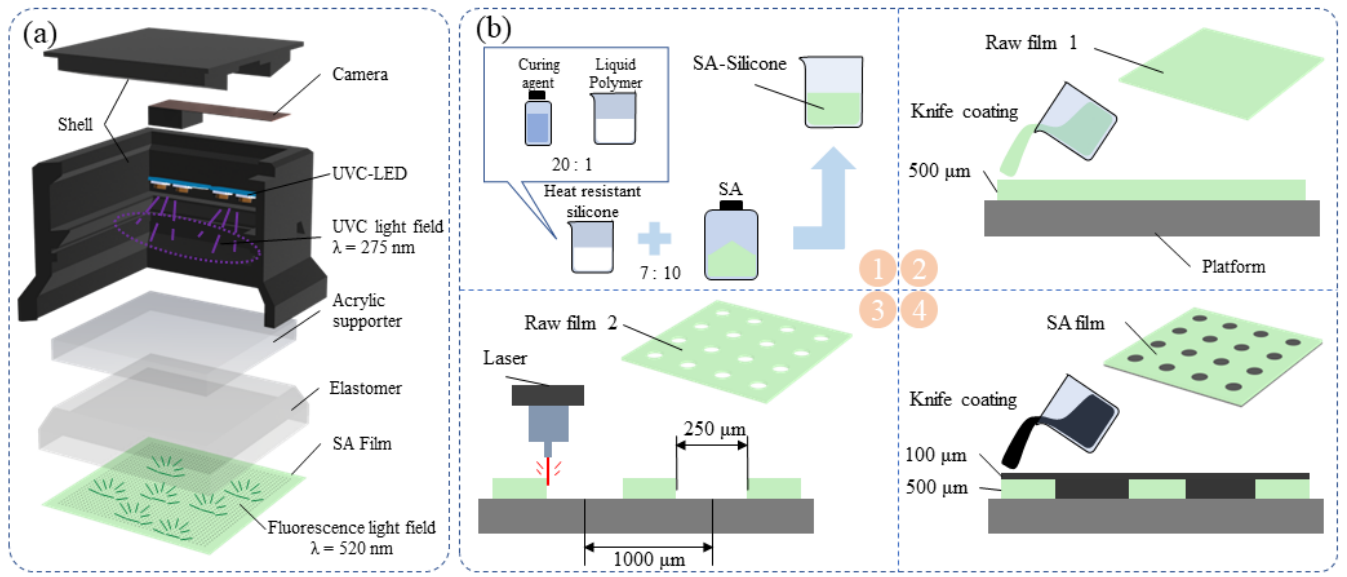 (a)
Camera
Shell
UVC-LED
UVC light field
λ = 275 nm
Acrylic
supporter
Elastomer
SA Film
Fluorescence light field
λ = 520 nm
(b)
Curing
agent
Liquid
Polymer
20 : 1
Heat resistant
silicone
7 : 10
SA
SA-Silicone
1
2
3
4
Raw film 1
Knife coating
500 μm
Platform
Raw film 2
Laser
250 μm
1000 μm
SA film
Knife coating
100 μm
500 μm